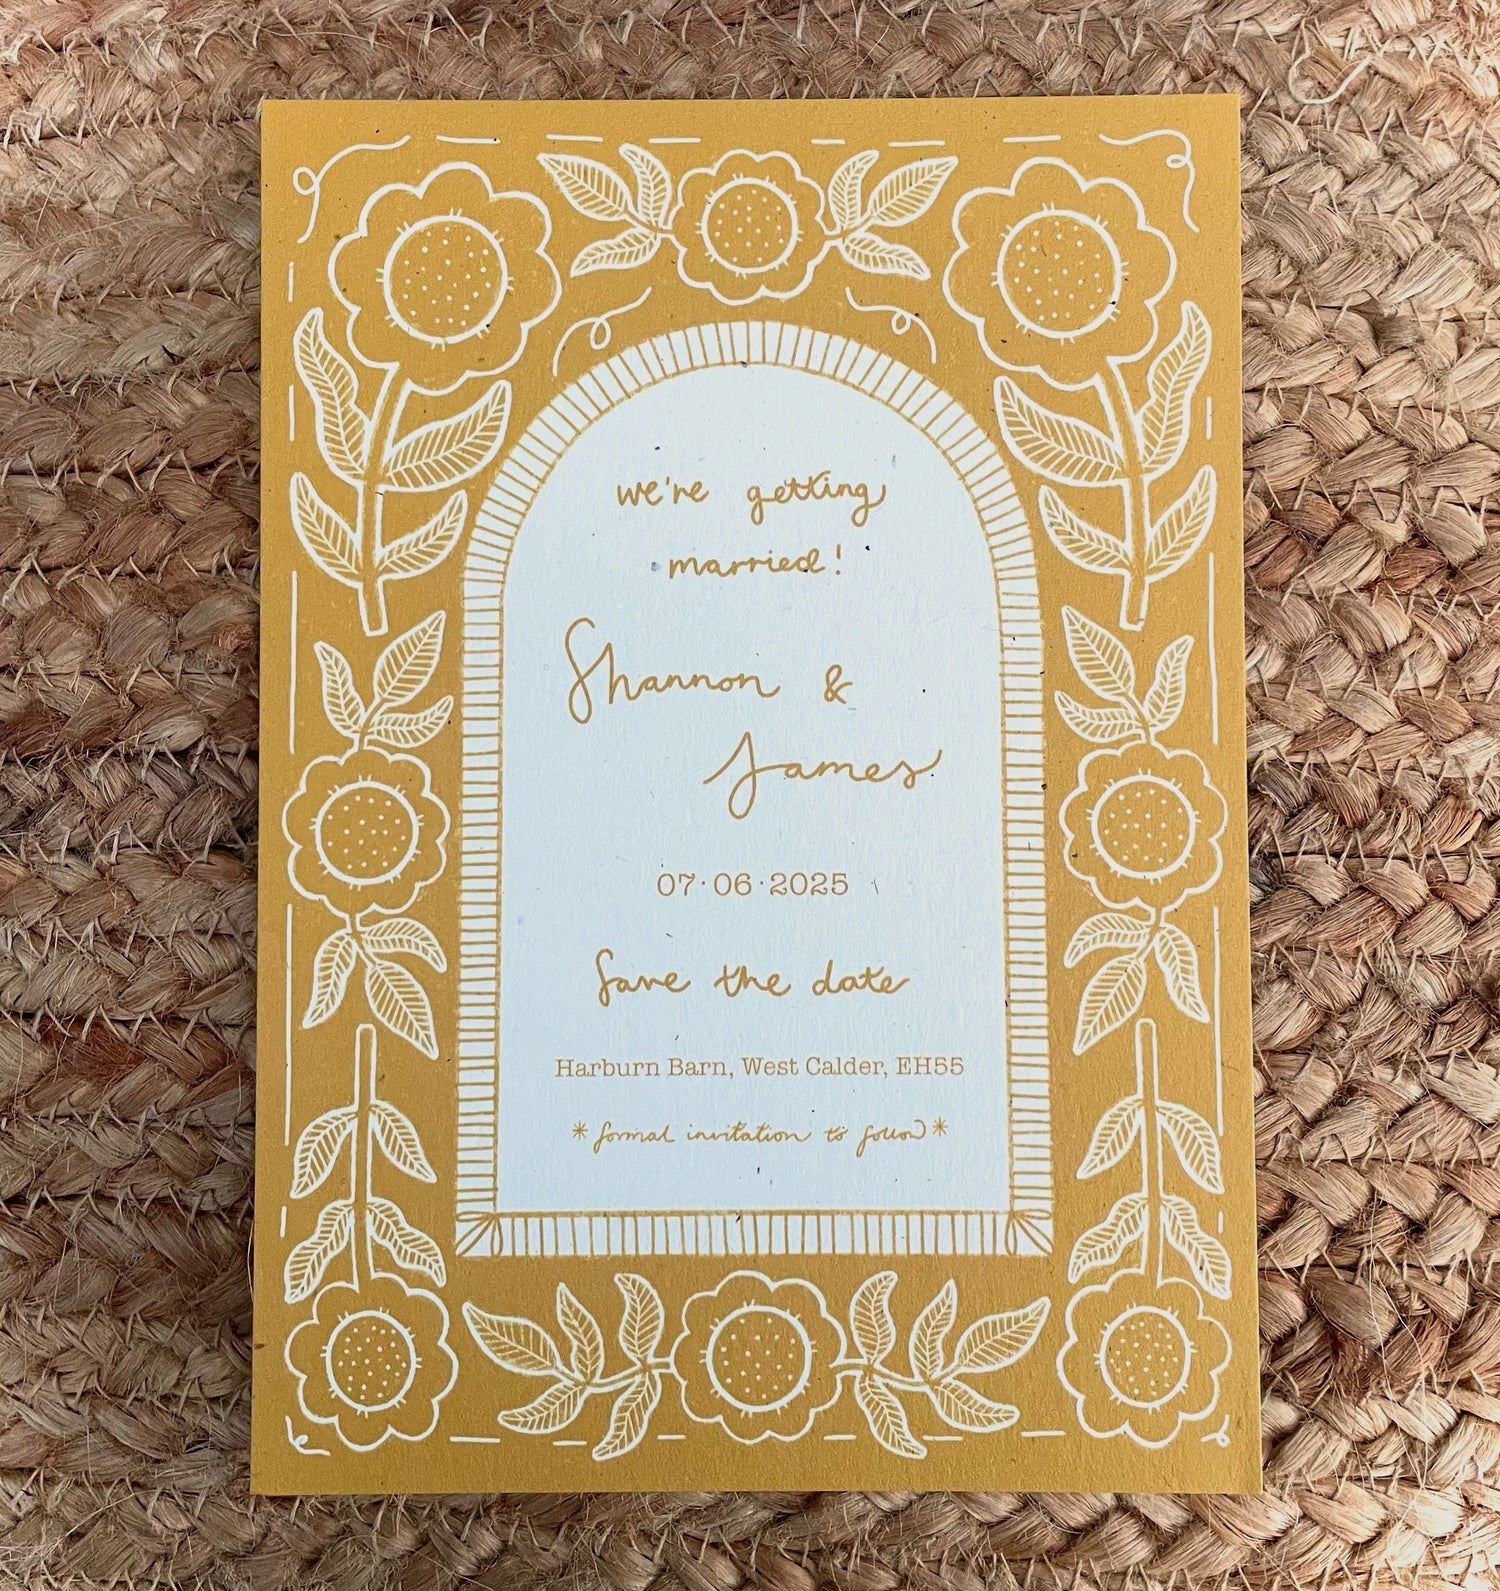 we're getting
married!
Shannon &
James
07·06·2025
Save the date
Harburn Barn, West Calder, EH55
*formal invitation to follow*